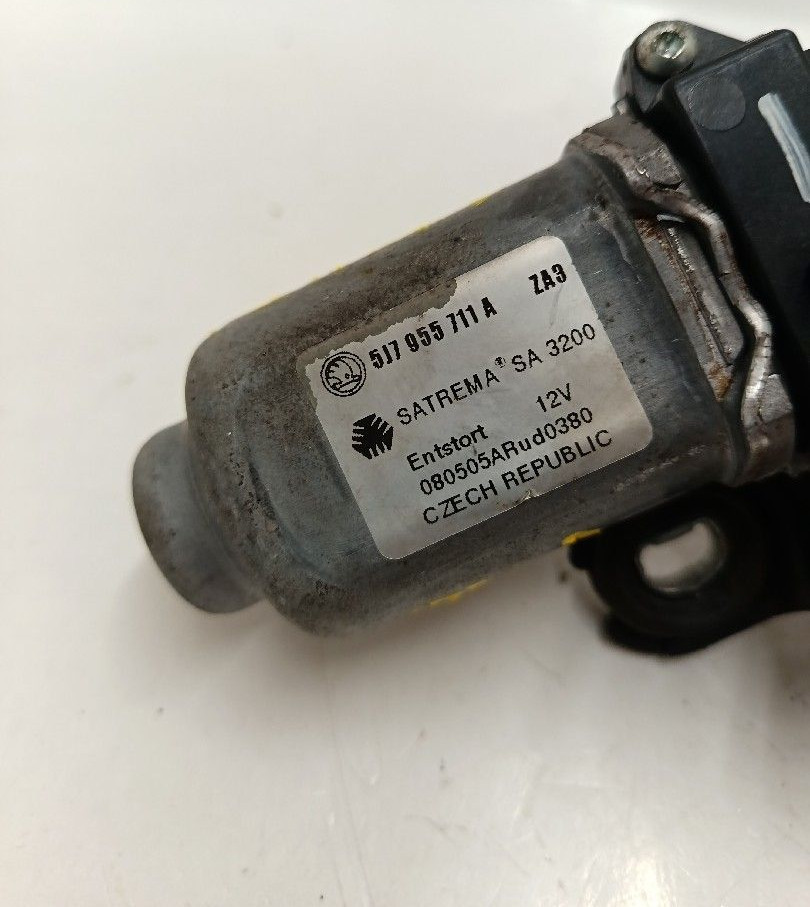 5J7 955 711 A ZA3
SATREMA® SA 3200
Entstort 12V
080505ARud0380
CZECH REPUBLIC